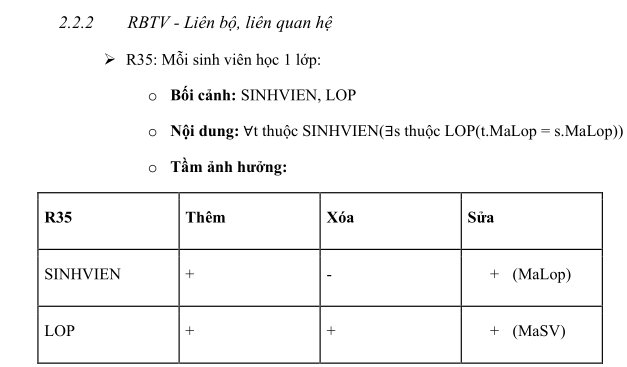 2.2.2 RBTV - Liên bộ, liên quan hệ
➢ R35: Mỗi sinh viên học 1 lớp:
o Bối cảnh: SINHVIEN, LOP
o Nội dung: ∀t thuộc SINHVIEN(∃s thuộc LOP(t.MaLop = s.MaLop))
o Tầm ảnh hưởng:
R35 Thêm Xóa Sửa
SINHVIEN + - + (MaLop)
LOP + + + (MaSV)